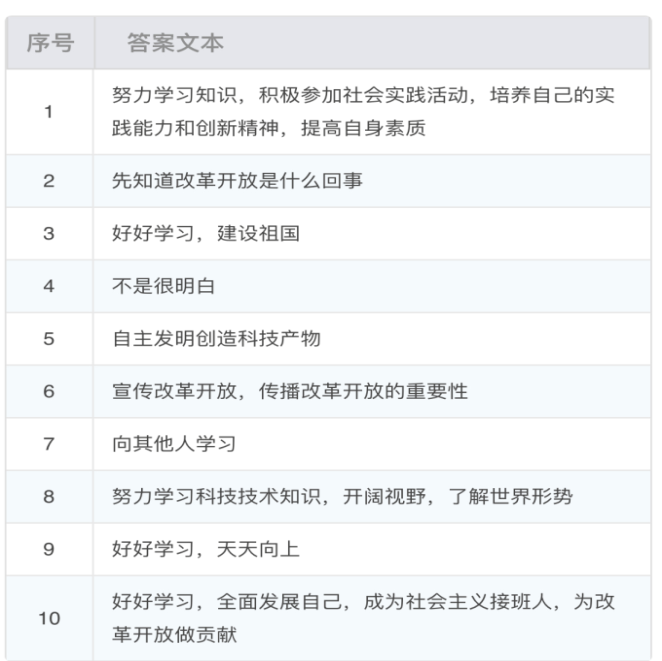 序号 答案文本
1 努力学习知识，积极参加社会实践活动，培养自己的实
践能力和创新精神，提高自身素质
2 先知道改革开放是什么回事
3 好好学习，建设祖国
4 不是很明白
5 自主发明创造科技产物
6 宣传改革开放，传播改革开放的重要性
7 向其他人学习
8 努力学习科技技术知识，开阔视野，了解世界形势
9 好好学习，天天向上
10 好好学习，全面发展自己，成为社会主义接班人，为改
革开放做贡献